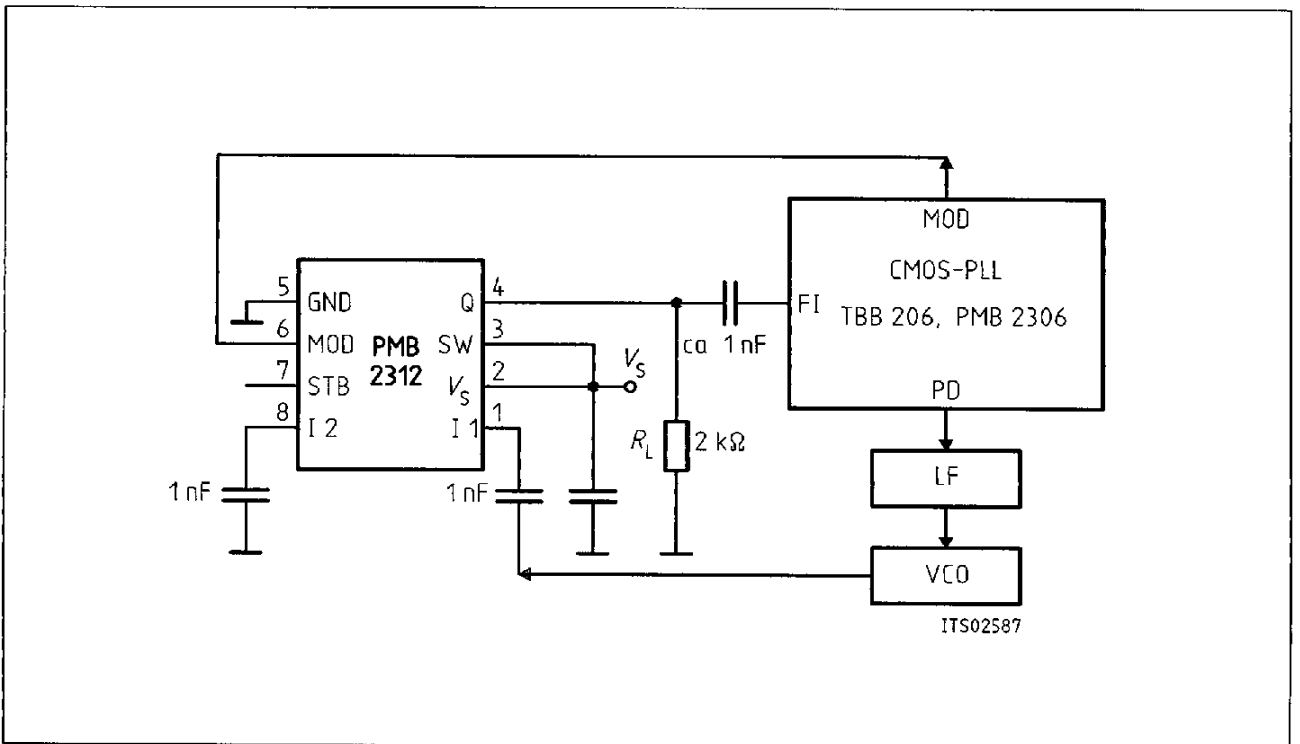 MOD
CMOS-PLL
TBB 206, PMB 2306
FI
PD
5
GND
Q
4
6
MOD
PMB
2312
SW
3
7
STB
V_S
2
V_S
8
I 2
I 1
1
ca 1 nF
1 nF
1 nF
R_L
2 kΩ
LF
VCO
ITS02587